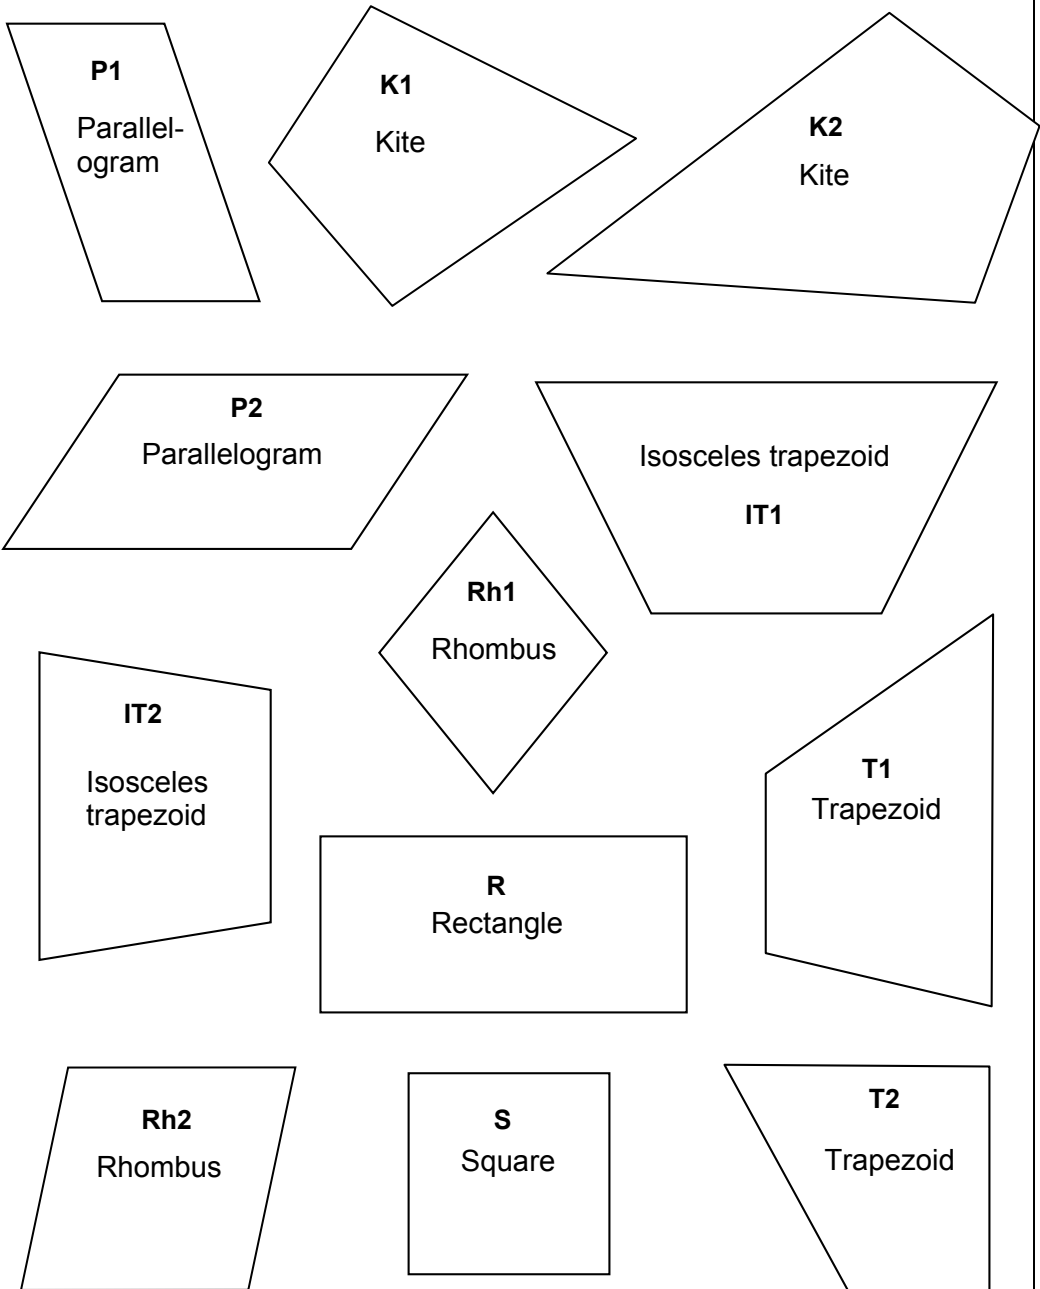 P1
Parallel-
ogram
K1
Kite
K2
Kite
P2
Parallelogram
Isosceles trapezoid
IT1
Rh1
Rhombus
IT2
Isosceles
trapezoid
T1
Trapezoid
R
Rectangle
Rh2
Rhombus
S
Square
T2
Trapezoid